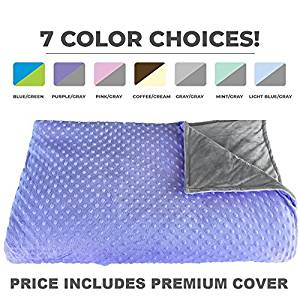 7 COLOR CHOICES!
BLUE/GREEN PURPLE/GRAY PINK/GRAY COFFEE/CREAM GRAY/GRAY MINT/GRAY LIGHT BLUE/GRAY
PRICE INCLUDES PREMIUM COVER